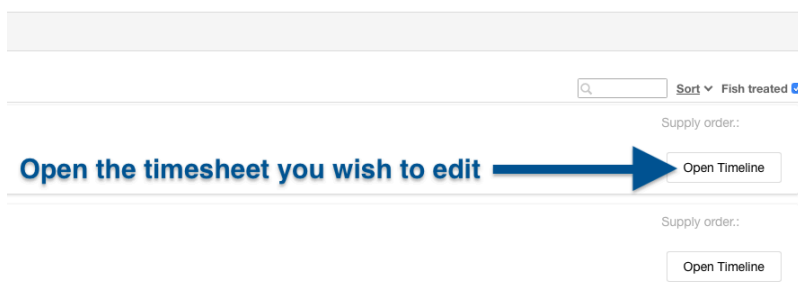 Sort Fish treated
Supply order.:
Open the timesheet you wish to edit Open Timeline
Supply order.:
Open Timeline